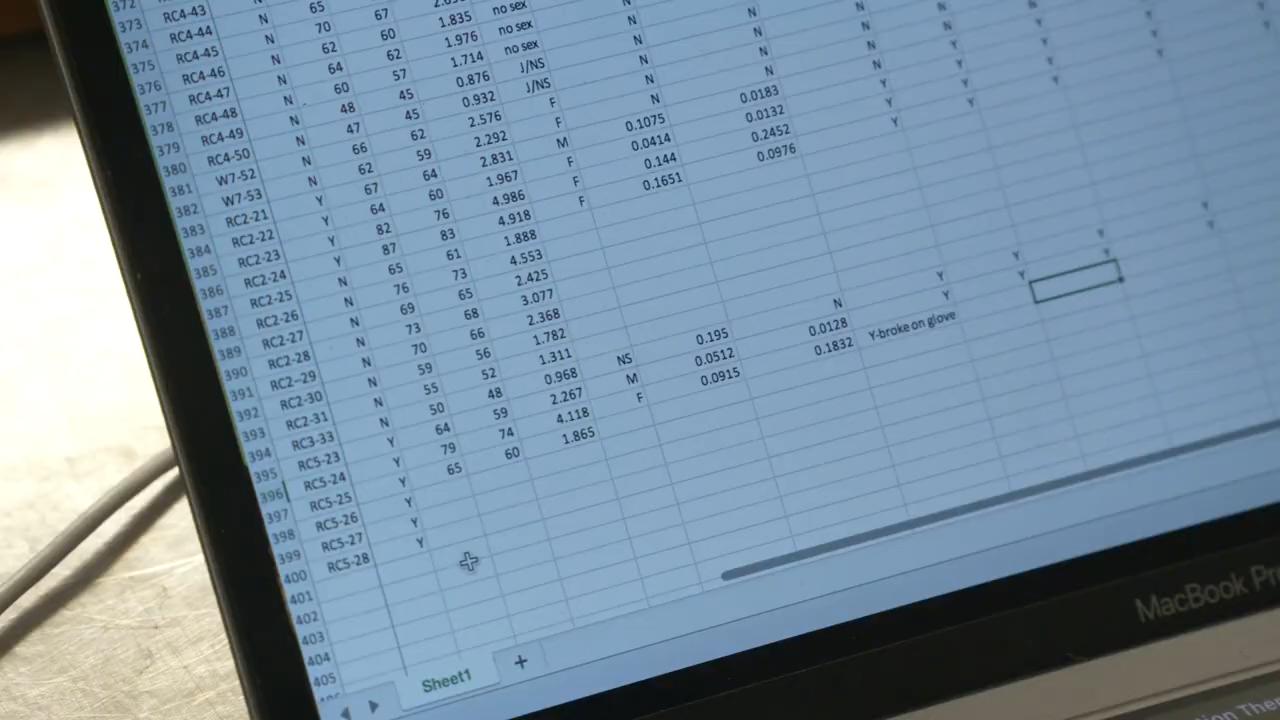 372
373 RC4-43 N 65
374 RC4-44 N 70 67
375 RC4-45 N 62 60 1.835 no sex N
376 RC4-46 N 64 62 1.976 no sex N
377 RC4-47 N 60 57 1.714 no sex N N
378 RC4-48 N 48 45 0.876 J/NS N N N
379 RC4-49 N 47 45 0.932 J/NS N N N
380 RC4-50 N 66 62 2.576 F N N N
381 W7-52 N 62 59 2.292 F N N N
382 W7-53 N 67 64 2.831 M 0.1075 0.0183 Y Y Y Y
383 RC2-21 Y 64 60 1.967 F 0.0414 0.0132 Y Y Y Y
384 RC2-22 Y 82 76 4.986 F 0.144 0.2452 Y Y Y Y
385 RC2-23 Y 87 83 4.918 F 0.1651 0.0976
386 RC2-24 N 65 61 1.888
387 RC2-25 N 76 73 4.553
388 RC2-26 N 69 65 2.425
389 RC2-27 N 73 68 3.077
390 RC2-28 N 70 66 2.368
391 RC2--29 N 59 56 1.782
392 RC2-30 N 55 52 1.311
393 RC2-31 N 50 48 0.968 NS 0.195 N Y Y Y Y
394 RC3-33 Y 64 59 2.267 M 0.0512 0.0128 Y Y Y Y
395 RC5-23 Y 79 74 4.118 F 0.0915 0.1832 Y-broke on glove
396 RC5-24 Y 65 60 1.865
397 RC5-25 Y
398 RC5-26 Y
399 RC5-27 Y
400 RC5-28
401
402
403
404
405
Sheet1 +
MacBook Pr